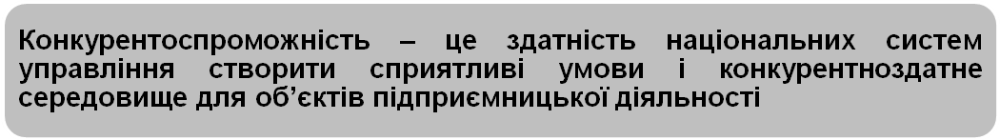 Конкурентоспроможність – це здатність національних систем
управління створити сприятливі умови і конкурентноздатне
середовище для об’єктів підприємницької діяльності